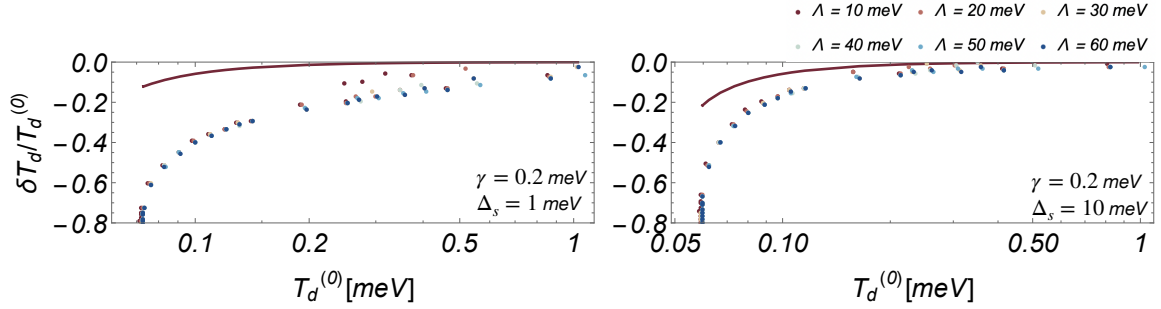 Λ = 10 meV Λ = 20 meV Λ = 30 meV
Λ = 40 meV Λ = 50 meV Λ = 60 meV
δT_d/T_d^(0)
0.0
−0.2
−0.4
−0.6
−0.8
γ = 0.2 meV
Δ_s = 1 meV
0.1 0.2 0.5 1
T_d^(0) [meV]
0.0
−0.2
−0.4
−0.6
−0.8
γ = 0.2 meV
Δ_s = 10 meV
0.05 0.10 0.50 1
T_d^(0) [meV]